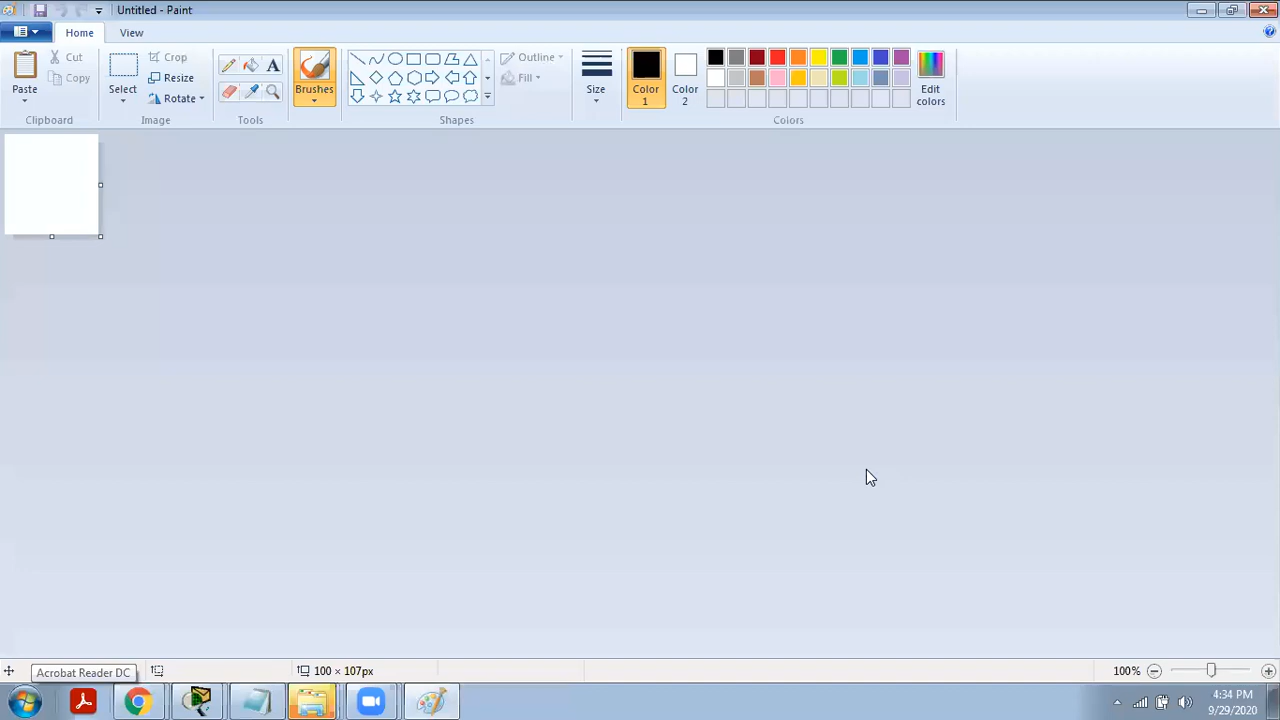 Untitled - Paint
Home View
Paste
Cut
Copy
Clipboard
Select
Crop
Resize
Rotate
Image
A
Tools
Brushes
Outline
Fill
Shapes
Size
Color 1
Color 2
Edit colors
Colors
100 × 107px
100%
Acrobat Reader DC
4:34 PM
9/29/2020